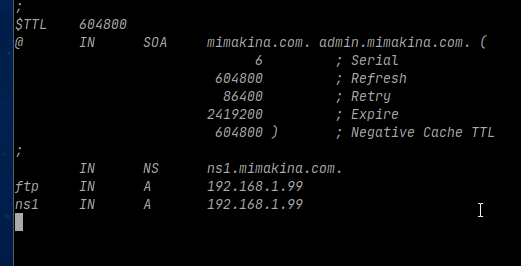 ;
$TTL    604800
@       IN      SOA     mimakina.com. admin.mimakina.com. (
                              6         ; Serial
                         604800         ; Refresh
                          86400         ; Retry
                        2419200         ; Expire
                         604800 )       ; Negative Cache TTL
;
        IN      NS      ns1.mimakina.com.
ftp     IN      A       192.168.1.99
ns1     IN      A       192.168.1.99